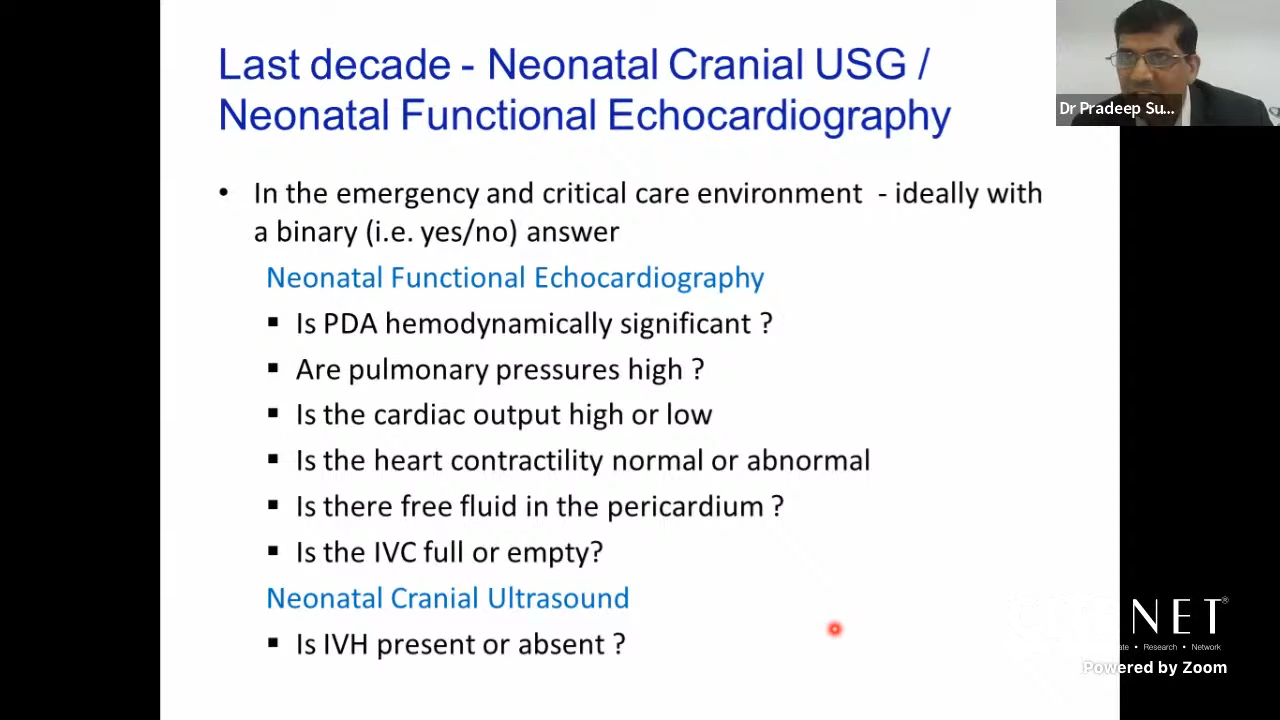 Last decade - Neonatal Cranial USG /
Neonatal Functional Echocardiography
• In the emergency and critical care environment - ideally with
a binary (i.e. yes/no) answer
Neonatal Functional Echocardiography
▪ Is PDA hemodynamically significant ?
▪ Are pulmonary pressures high ?
▪ Is the cardiac output high or low
▪ Is the heart contractility normal or abnormal
▪ Is there free fluid in the pericardium ?
▪ Is the IVC full or empty?
Neonatal Cranial Ultrasound
▪ Is IVH present or absent ?
Dr Pradeep Su...
NET®
• Research • Network
Powered by Zoom